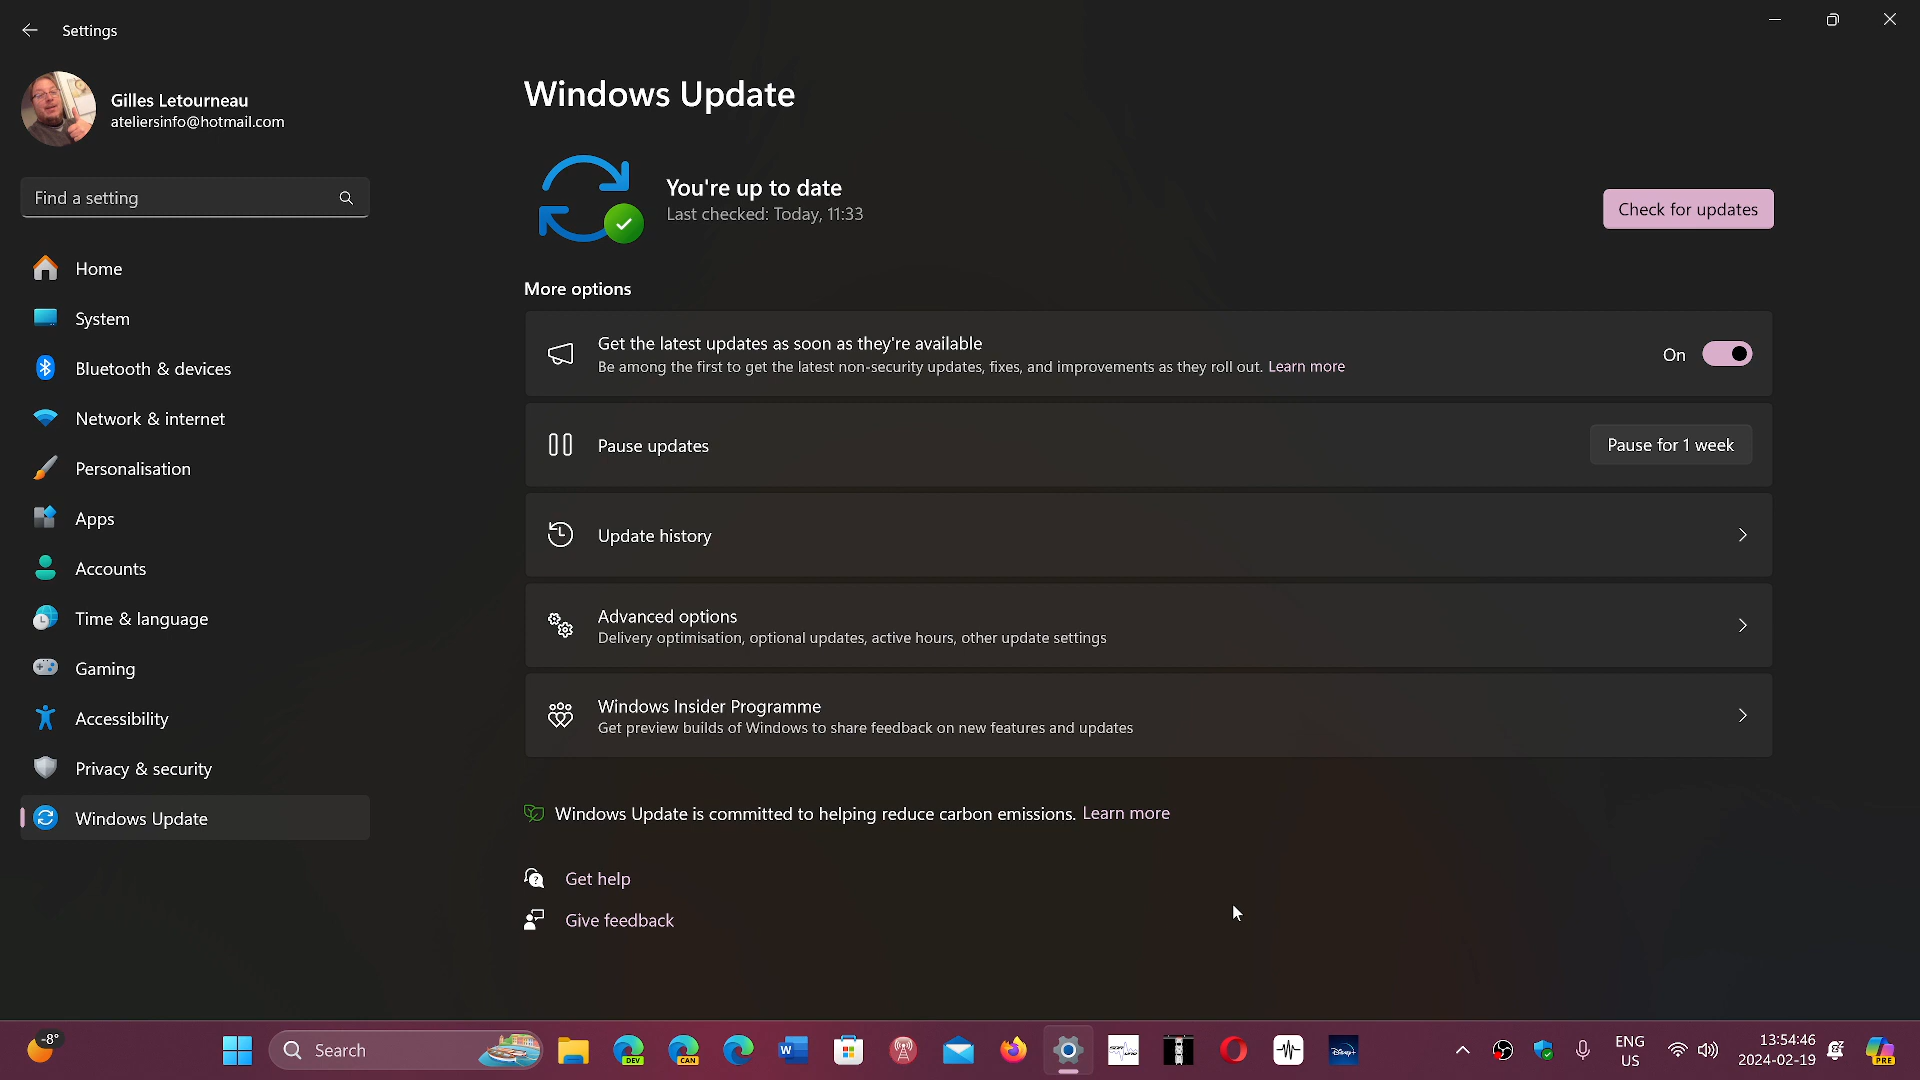 Settings
Gilles Letourneau
ateliersinfo@hotmail.com
Find a setting
Home
System
Bluetooth & devices
Network & internet
Personalisation
Apps
Accounts
Time & language
Gaming
Accessibility
Privacy & security
Windows Update
Windows Update
You're up to date
Last checked: Today, 11:33
Check for updates
More options
Get the latest updates as soon as they're available
Be among the first to get the latest non-security updates, fixes, and improvements as they roll out. Learn more
On
Pause updates
Pause for 1 week
Update history
Advanced options
Delivery optimisation, optional updates, active hours, other update settings
Windows Insider Programme
Get preview builds of Windows to share feedback on new features and updates
Windows Update is committed to helping reduce carbon emissions. Learn more
Get help
Give feedback
-8°
Search
DEV
CAN
W
Disney+
ENG
US
13:54:46
2024-02-19
PRE